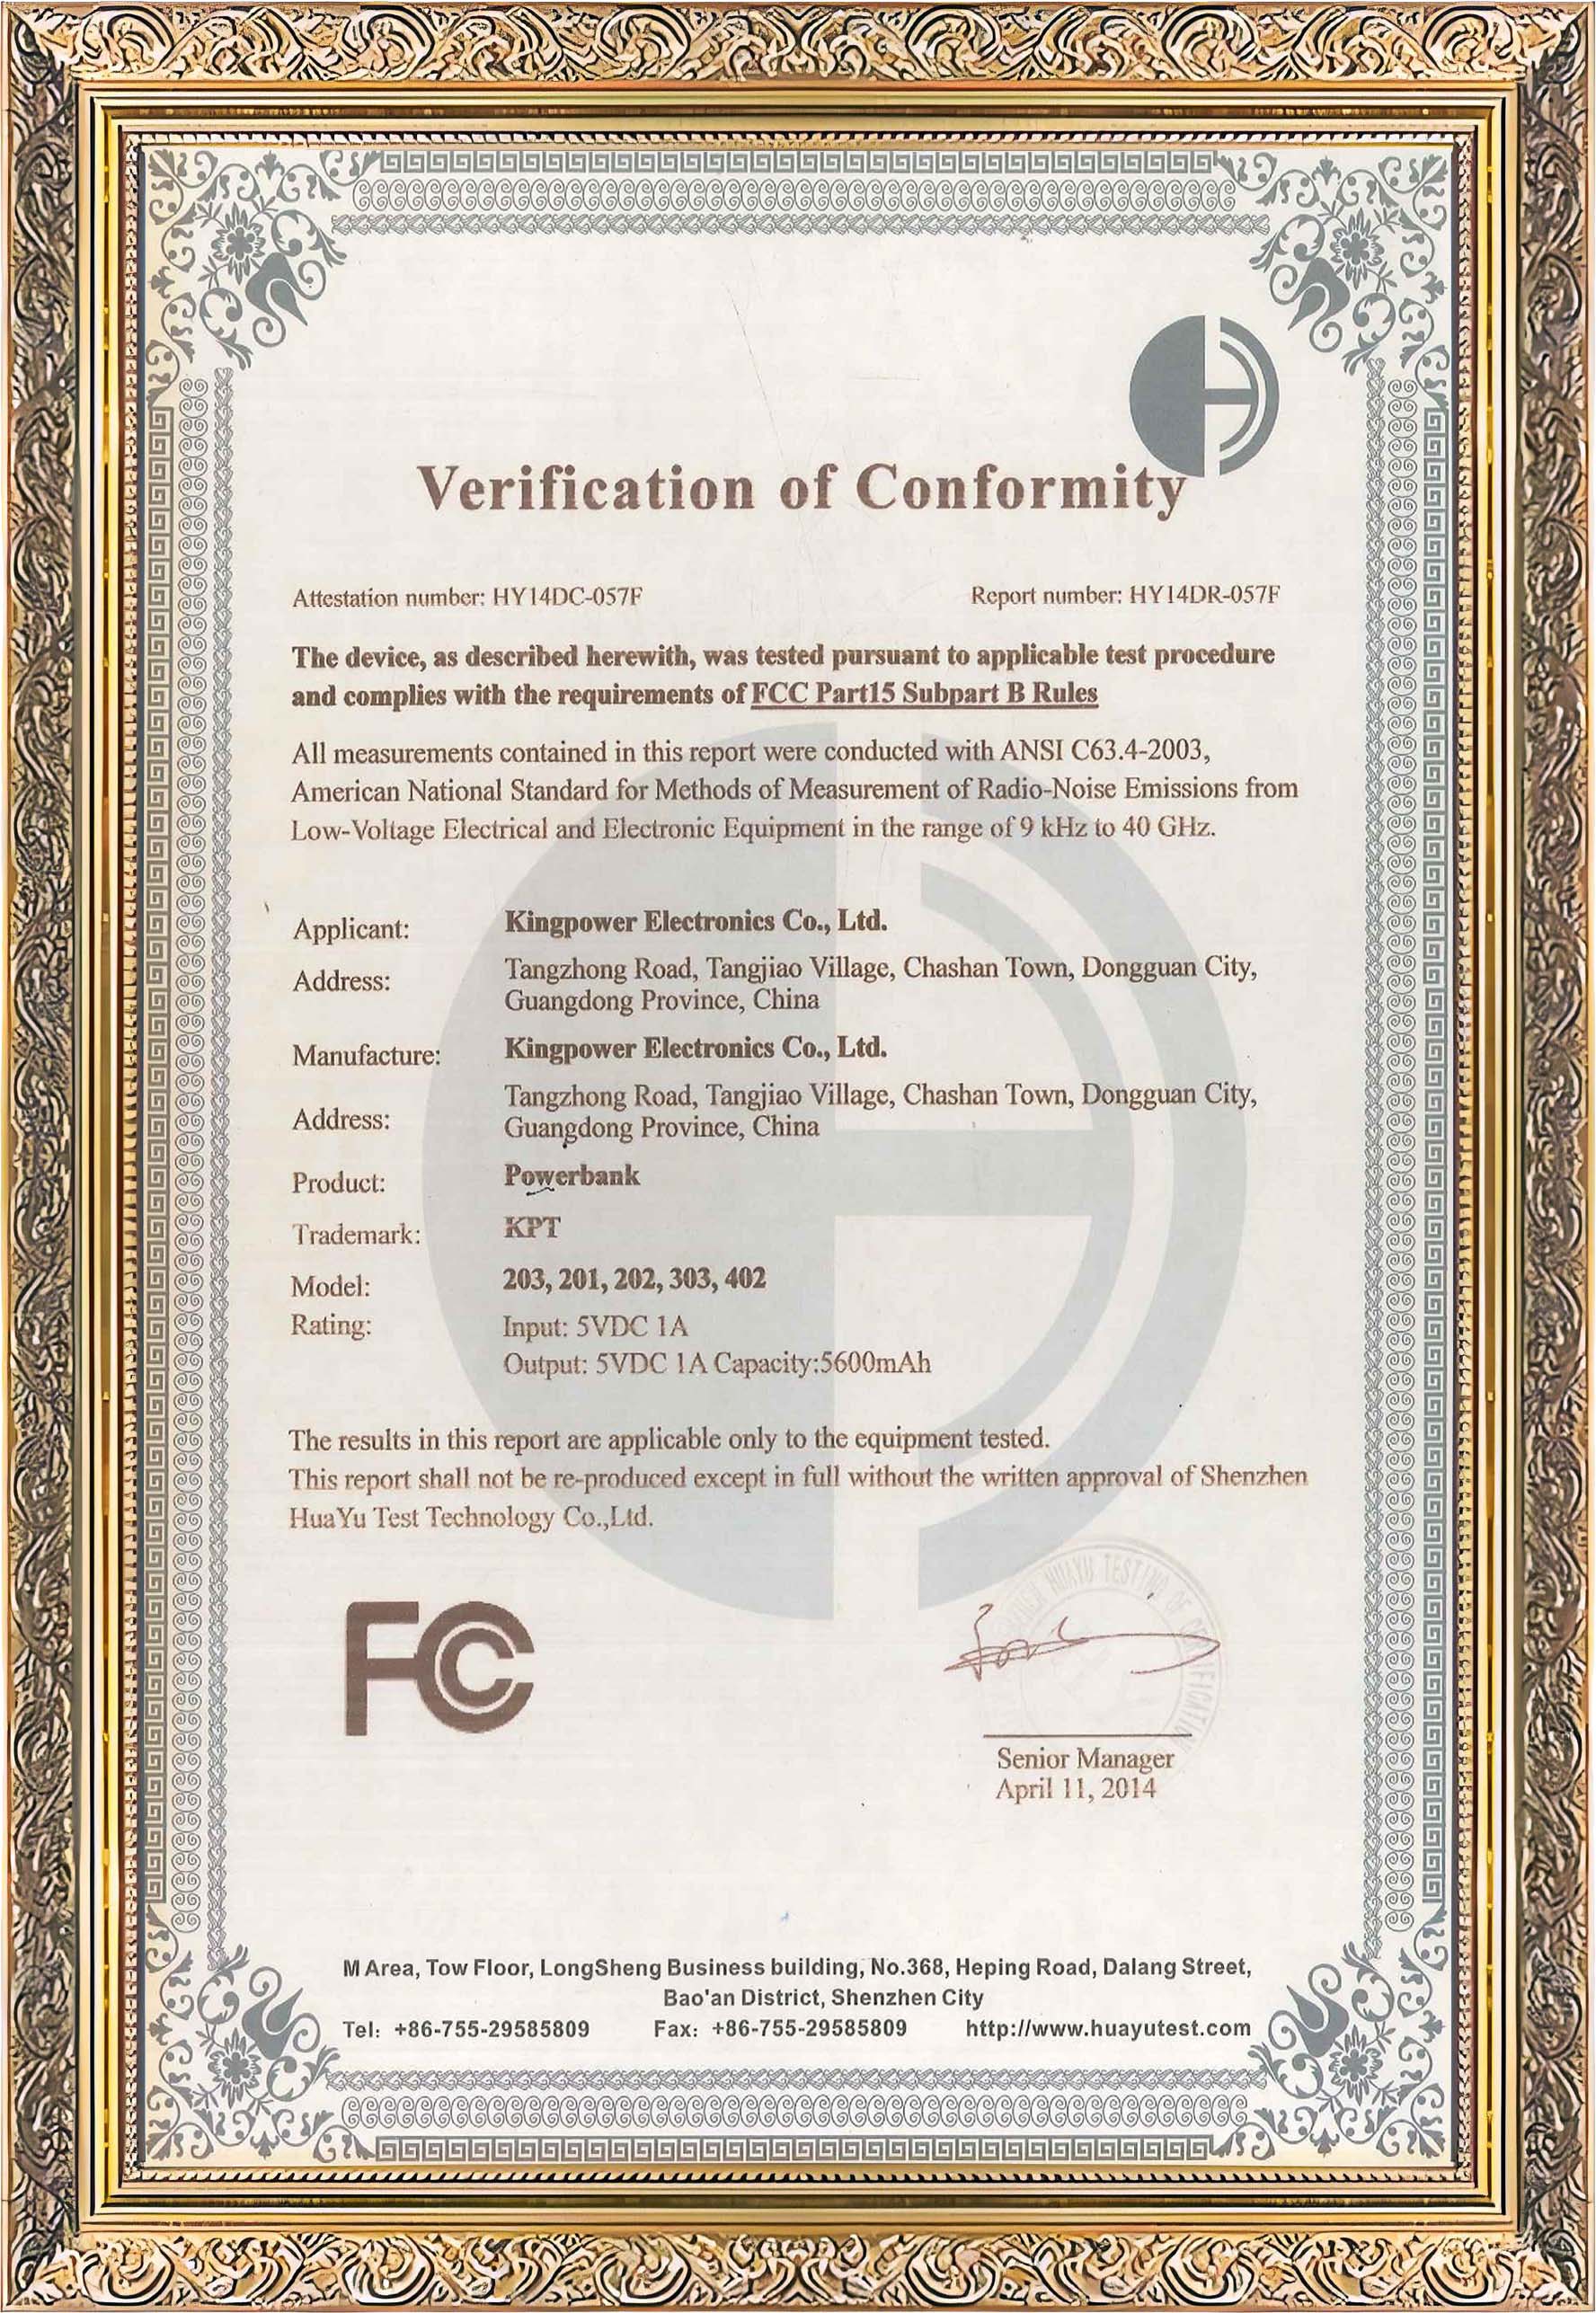 Verification of Conformity
Attestation number: HY14DC-057F Report number: HY14DR-057F
The device, as described herewith, was tested pursuant to applicable test procedure
and complies with the requirements of FCC Part15 Subpart B Rules
All measurements contained in this report were conducted with ANSI C63.4-2003,
American National Standard for Methods of Measurement of Radio-Noise Emissions from
Low-Voltage Electrical and Electronic Equipment in the range of 9 kHz to 40 GHz.
Applicant: Kingpower Electronics Co., Ltd.
Address: Tangzhong Road, Tangjiao Village, Chashan Town, Dongguan City,
Guangdong Province, China
Manufacture: Kingpower Electronics Co., Ltd.
Address: Tangzhong Road, Tangjiao Village, Chashan Town, Dongguan City,
Guangdong Province, China
Product: Powerbank
Trademark: KPT
Model: 203, 201, 202, 303, 402
Rating: Input: 5VDC 1A
Output: 5VDC 1A Capacity:5600mAh
The results in this report are applicable only to the equipment tested.
This report shall not be re-produced except in full without the written approval of Shenzhen
HuaYu Test Technology Co.,Ltd.
FC
HUAYU TESTING OF
Senior Manager
April 11, 2014
M Area, Tow Floor, LongSheng Business building, No.368, Heping Road, Dalang Street,
Bao'an District, Shenzhen City
Tel: +86-755-29585809 Fax: +86-755-29585809 http://www.huayutest.com